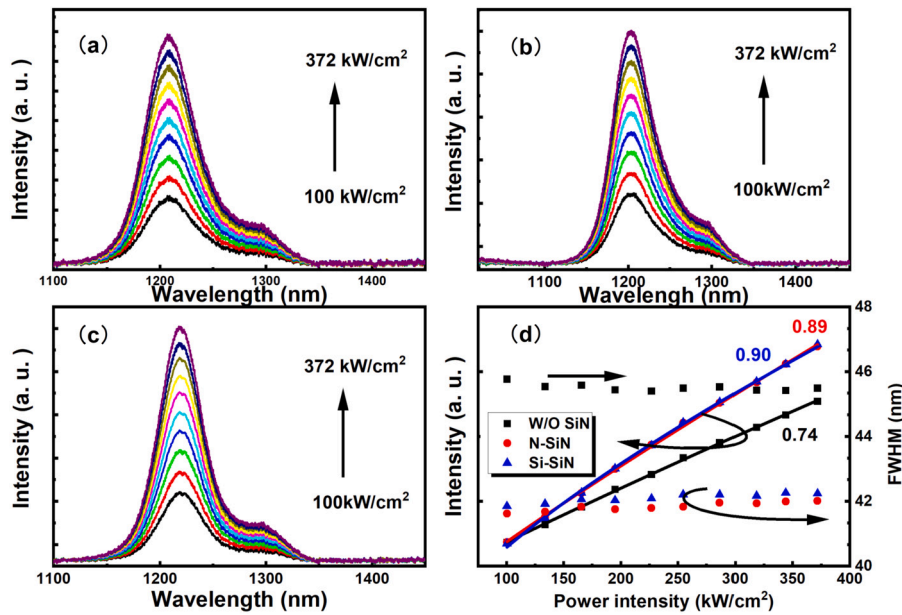 (a)
372 kW/cm²
100 kW/cm²
Intensity (a. u.)
1100 1200 1300 1400
Wavelength (nm)
(b)
372 kW/cm²
100kW/cm²
Intensity (a. u.)
1100 1200 1300 1400
Wavelength (nm)
(c)
372 kW/cm²
100kW/cm²
Intensity (a. u.)
1100 1200 1300 1400
Wavelength (nm)
(d)
0.89
0.90
0.74
W/O SiN
N-SiN
Si-SiN
Intensity (a. u.)
48
46
44
42
40
FWHM (nm)
100 150 200 250 300 350 400
Power intensity (kW/cm²)